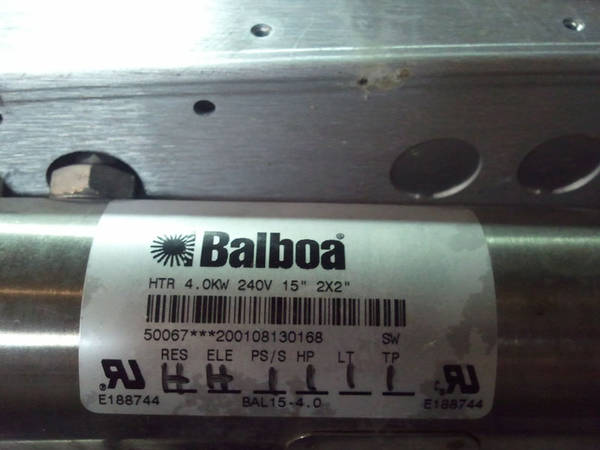 Balboa®
HTR 4.0KW 240V 15" 2X2"
50067***200108130168 SW
RES ELE PS/S HP LT TP
E188744 BAL15-4.0 E188744